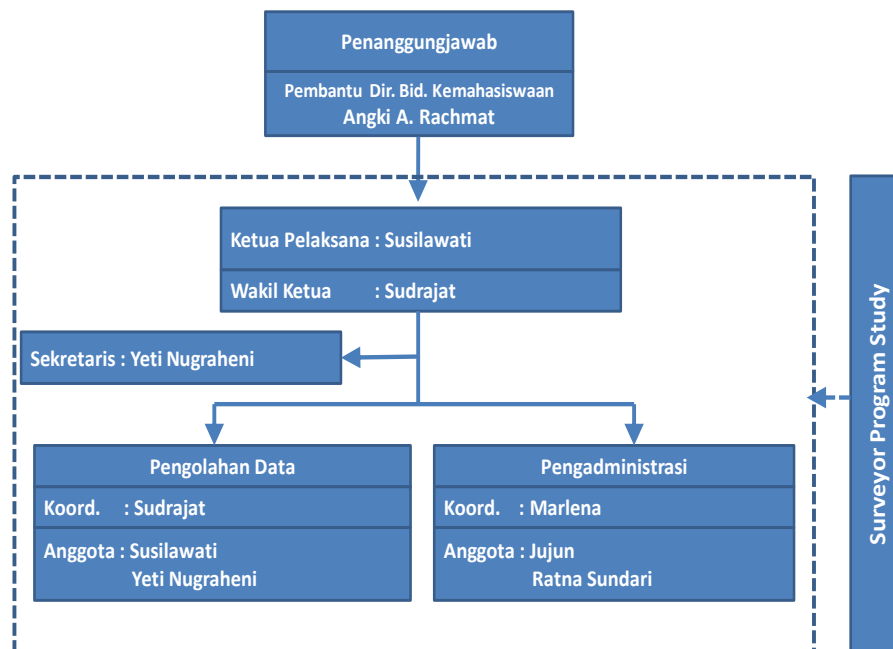 Penanggungjawab
Pembantu Dir. Bid. Kemahasiswaan
Angki A. Rachmat
Ketua Pelaksana : Susilawati
Wakil Ketua : Sudrajat
Sekretaris : Yeti Nugraheni
Pengolahan Data
Koord. : Sudrajat
Anggota : Susilawati
Yeti Nugraheni
Pengadministrasi
Koord. : Marlena
Anggota : Jujun
Ratna Sundari
Surveyor Program Study